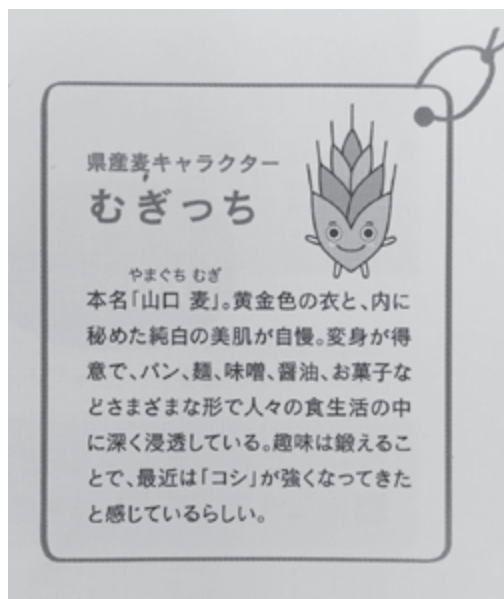 県産麦キャラクター
むぎっち
やまぐち むぎ
本名「山口 麦」。黄金色の衣と、内に
秘めた純白の美肌が自慢。変身が得
意で、パン、麺、味噌、醤油、お菓子な
どさまざまな形で人々の食生活の中
に深く浸透している。趣味は鍛えるこ
とで、最近は「コシ」が強くなってきた
と感じているらしい。